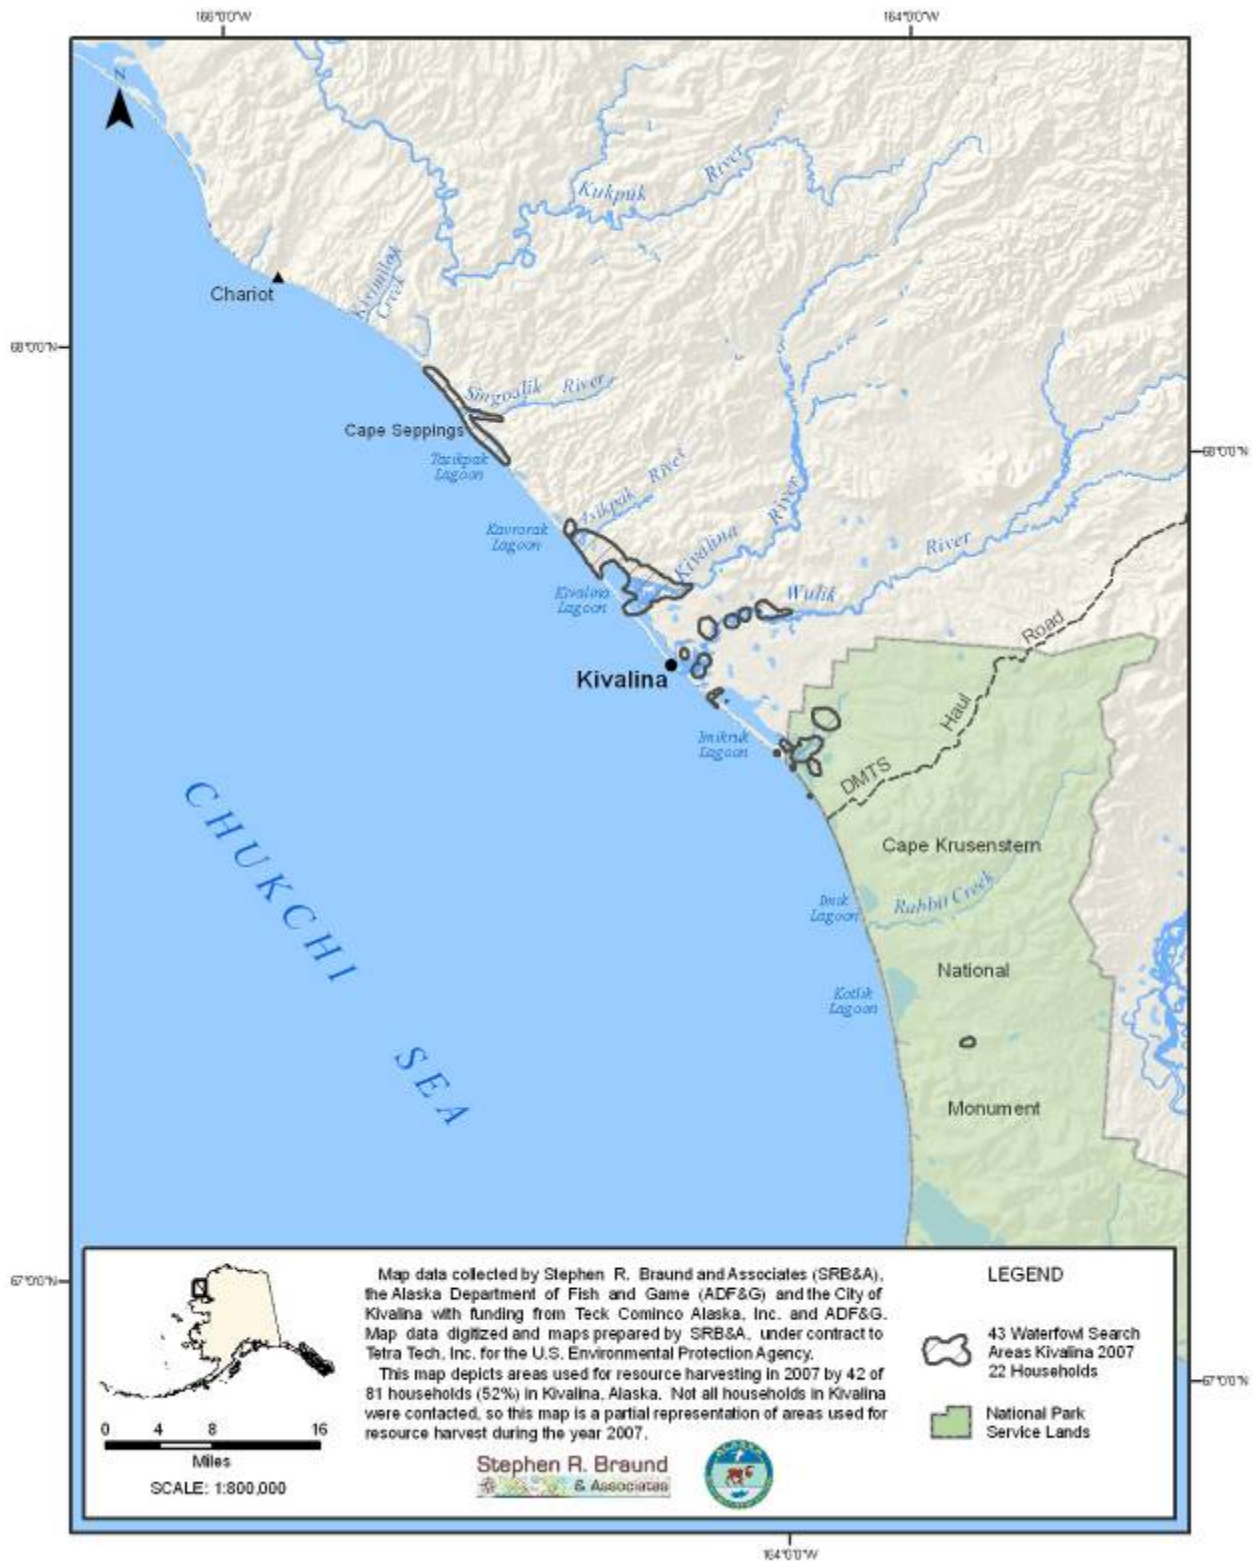 166°0'0"W
164°0'0"W
N
Kukpuk
River
Chariot
Kisimilok
Creek
68°0'0"N
Singoalik River
Cape Seppings
Tasikpak
Lagoon
68°0'0"N
Asikpak River
Kavrorak
Lagoon
Kivalina
River
River
Kivalina
Lagoon
Wulik
Road
Kivalina
Haul
Imikruk
Lagoon
DMTS
CHUKCHI
SEA
Cape Krusenstern
Rabbit Creek
Imik
Lagoon
National
Kotlik
Lagoon
Monument
67°0'0"N
Map data collected by Stephen R. Braund and Associates (SRB&A),
the Alaska Department of Fish and Game (ADF&G) and the City of
Kivalina with funding from Teck Cominco Alaska, Inc. and ADF&G.
Map data digitized and maps prepared by SRB&A, under contract to
Tetra Tech, Inc. for the U.S. Environmental Protection Agency.
This map depicts areas used for resource harvesting in 2007 by 42 of
81 households (52%) in Kivalina, Alaska. Not all households in Kivalina
were contacted, so this map is a partial representation of areas used for
resource harvest during the year 2007.
LEGEND
43 Waterfowl Search
Areas Kivalina 2007
22 Households
National Park
Service Lands
67°0'0"N
0 4 8 16
Miles
SCALE: 1:800,000
Stephen R. Braund
& Associates
ALASKA
164°0'0"W